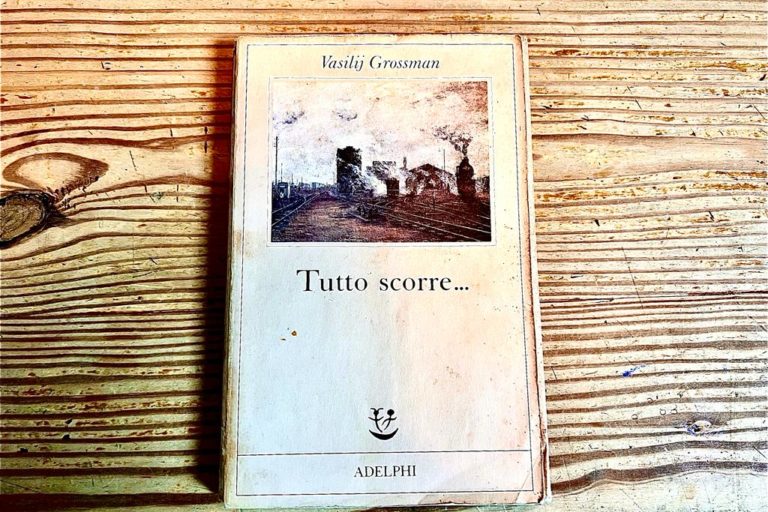 Vasilij Grossman
Tutto scorre...
ADELPHI